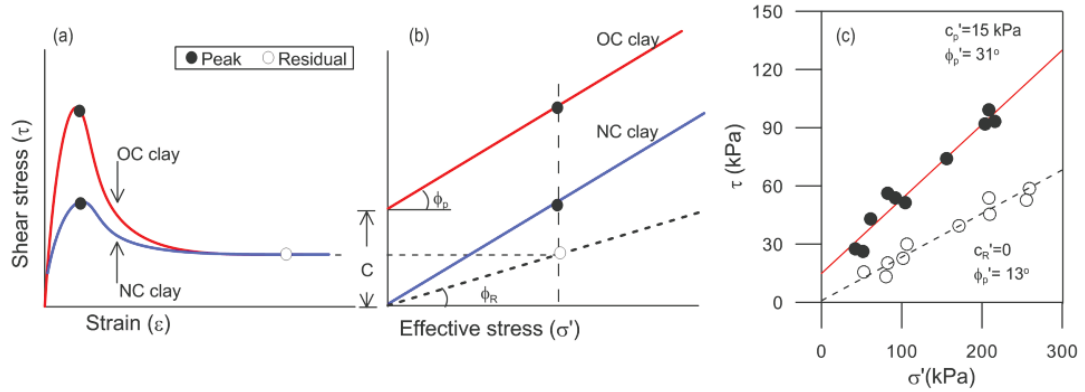 (a)
Peak Residual
OC clay
NC clay
Shear stress (τ)
Strain (ε)
(b)
OC clay
NC clay
ϕp
C
ϕR
Effective stress (σ')
(c)
cp'=15 kPa
ϕp'= 31°
150
120
90
60
30
0
τ (kPa)
cR'=0
ϕp'= 13°
0 100 200 300
σ'(kPa)